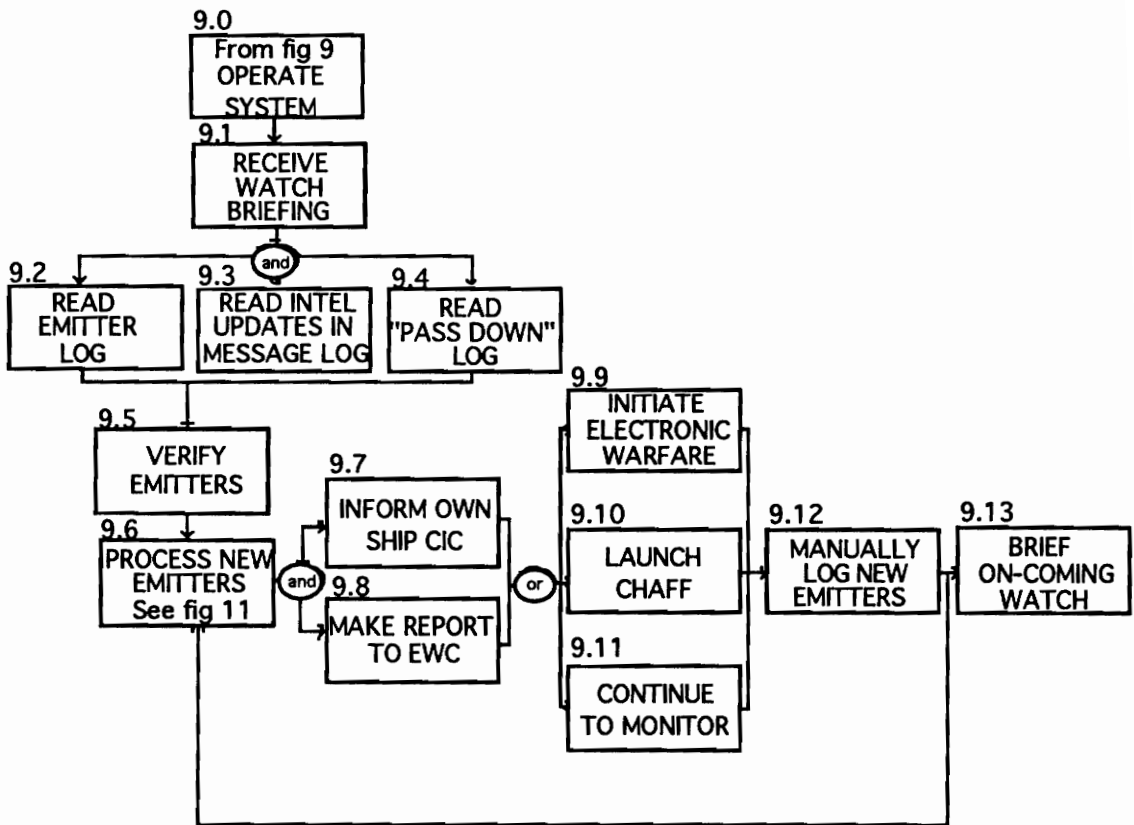 9.0
From fig 9
OPERATE
SYSTEM
9.1
RECEIVE
WATCH
BRIEFING
and
9.2
READ
EMITTER
LOG
9.3
READ INTEL
UPDATES IN
MESSAGE LOG
9.4
READ
"PASS DOWN"
LOG
9.5
VERIFY
EMITTERS
9.6
PROCESS NEW
EMITTERS
See fig 11
and
9.7
INFORM OWN
SHIP CIC
9.8
MAKE REPORT
TO EWC
or
9.9
INITIATE
ELECTRONIC
WARFARE
9.10
LAUNCH
CHAFF
9.11
CONTINUE
TO MONITOR
9.12
MANUALLY
LOG NEW
EMITTERS
9.13
BRIEF
ON-COMING
WATCH